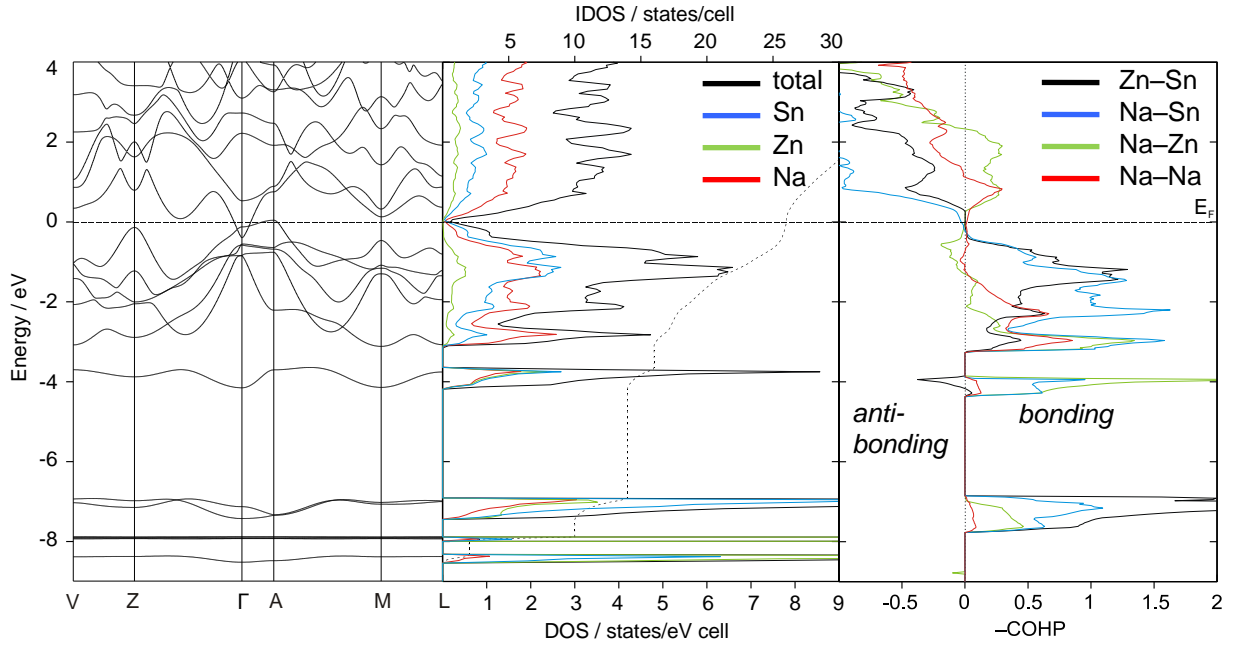 IDOS / states/cell
5 10 15 20 25 30
4
2
0
-2
-4
-6
-8
Energy / eV
V Z Γ A M L
total
Sn
Zn
Na
1 2 3 4 5 6 7 8 9
DOS / states/eV cell
Zn–Sn
Na–Sn
Na–Zn
Na–Na
E_F
anti-
bonding
bonding
-0.5 0 0.5 1 1.5 2
–COHP